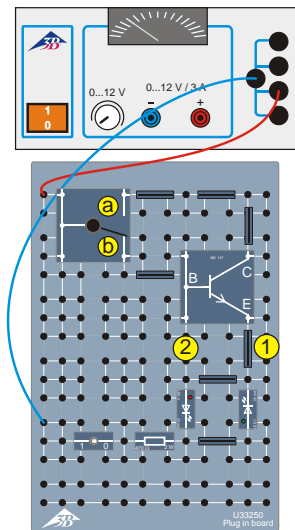 3B
0...12 V
0...12 V / 3 A
−
+
1
0
a
b
C
B
E
2
1
1 0
3B
U33250
Plug in board